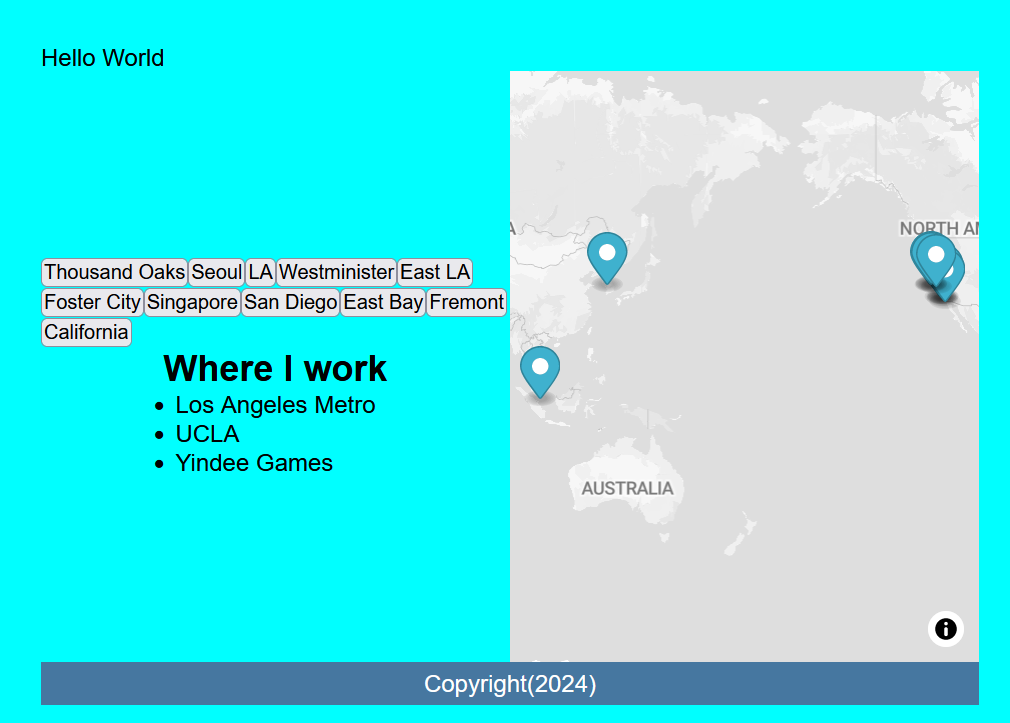 Hello World
Thousand Oaks Seoul LA Westminister East LA
Foster City Singapore San Diego East Bay Fremont
California
Where I work
Los Angeles Metro
UCLA
Yindee Games
A
NORTH AM
AUSTRALIA
Copyright(2024)